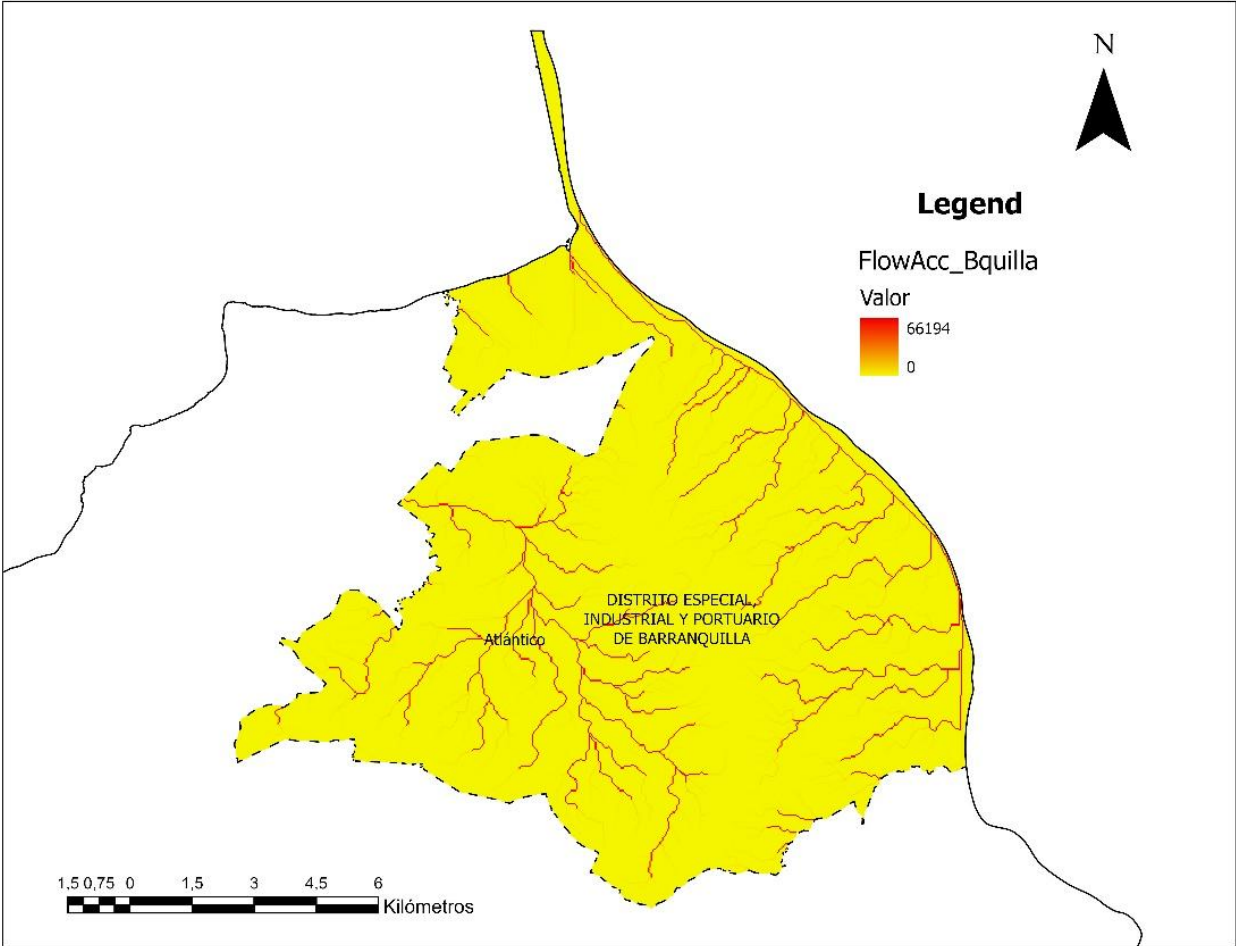 N
Legend
FlowAcc_Bquilla
Valor
66194
0
DISTRITO ESPECIAL,
INDUSTRIAL Y PORTUARIO
DE BARRANQUILLA
Atlántico
1,5 0,75 0 1,5 3 4,5 6
Kilómetros